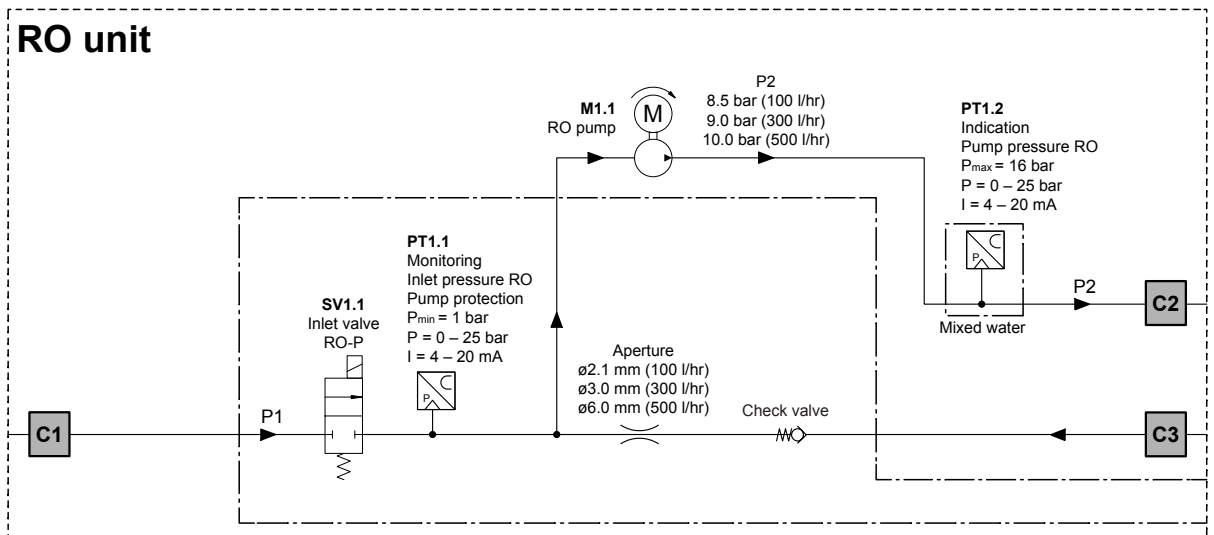 RO unit
M1.1
RO pump
M
P2
8.5 bar (100 l/hr)
9.0 bar (300 l/hr)
10.0 bar (500 l/hr)
PT1.2
Indication
Pump pressure RO
Pmax = 16 bar
P = 0 – 25 bar
I = 4 – 20 mA
P
Mixed water
P2
C2
PT1.1
Monitoring
Inlet pressure RO
Pump protection
Pmin = 1 bar
P = 0 – 25 bar
I = 4 – 20 mA
P
SV1.1
Inlet valve
RO-P
Aperture
ø2.1 mm (100 l/hr)
ø3.0 mm (300 l/hr)
ø6.0 mm (500 l/hr)
Check valve
C1
P1
C3